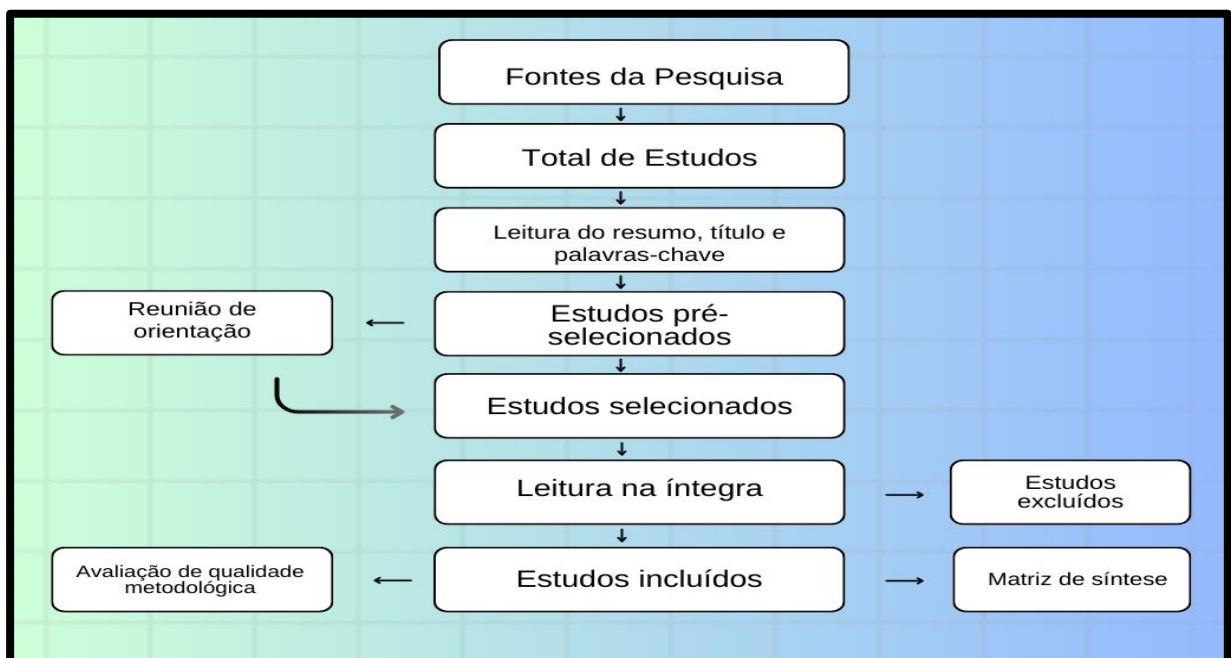 Fontes da Pesquisa
Total de Estudos
Leitura do resumo, título e
palavras-chave
Estudos pré-
selecionados
Reunião de
orientação
Estudos selecionados
Leitura na íntegra
Estudos
excluídos
Estudos incluídos
Avaliação de qualidade
metodológica
Matriz de síntese